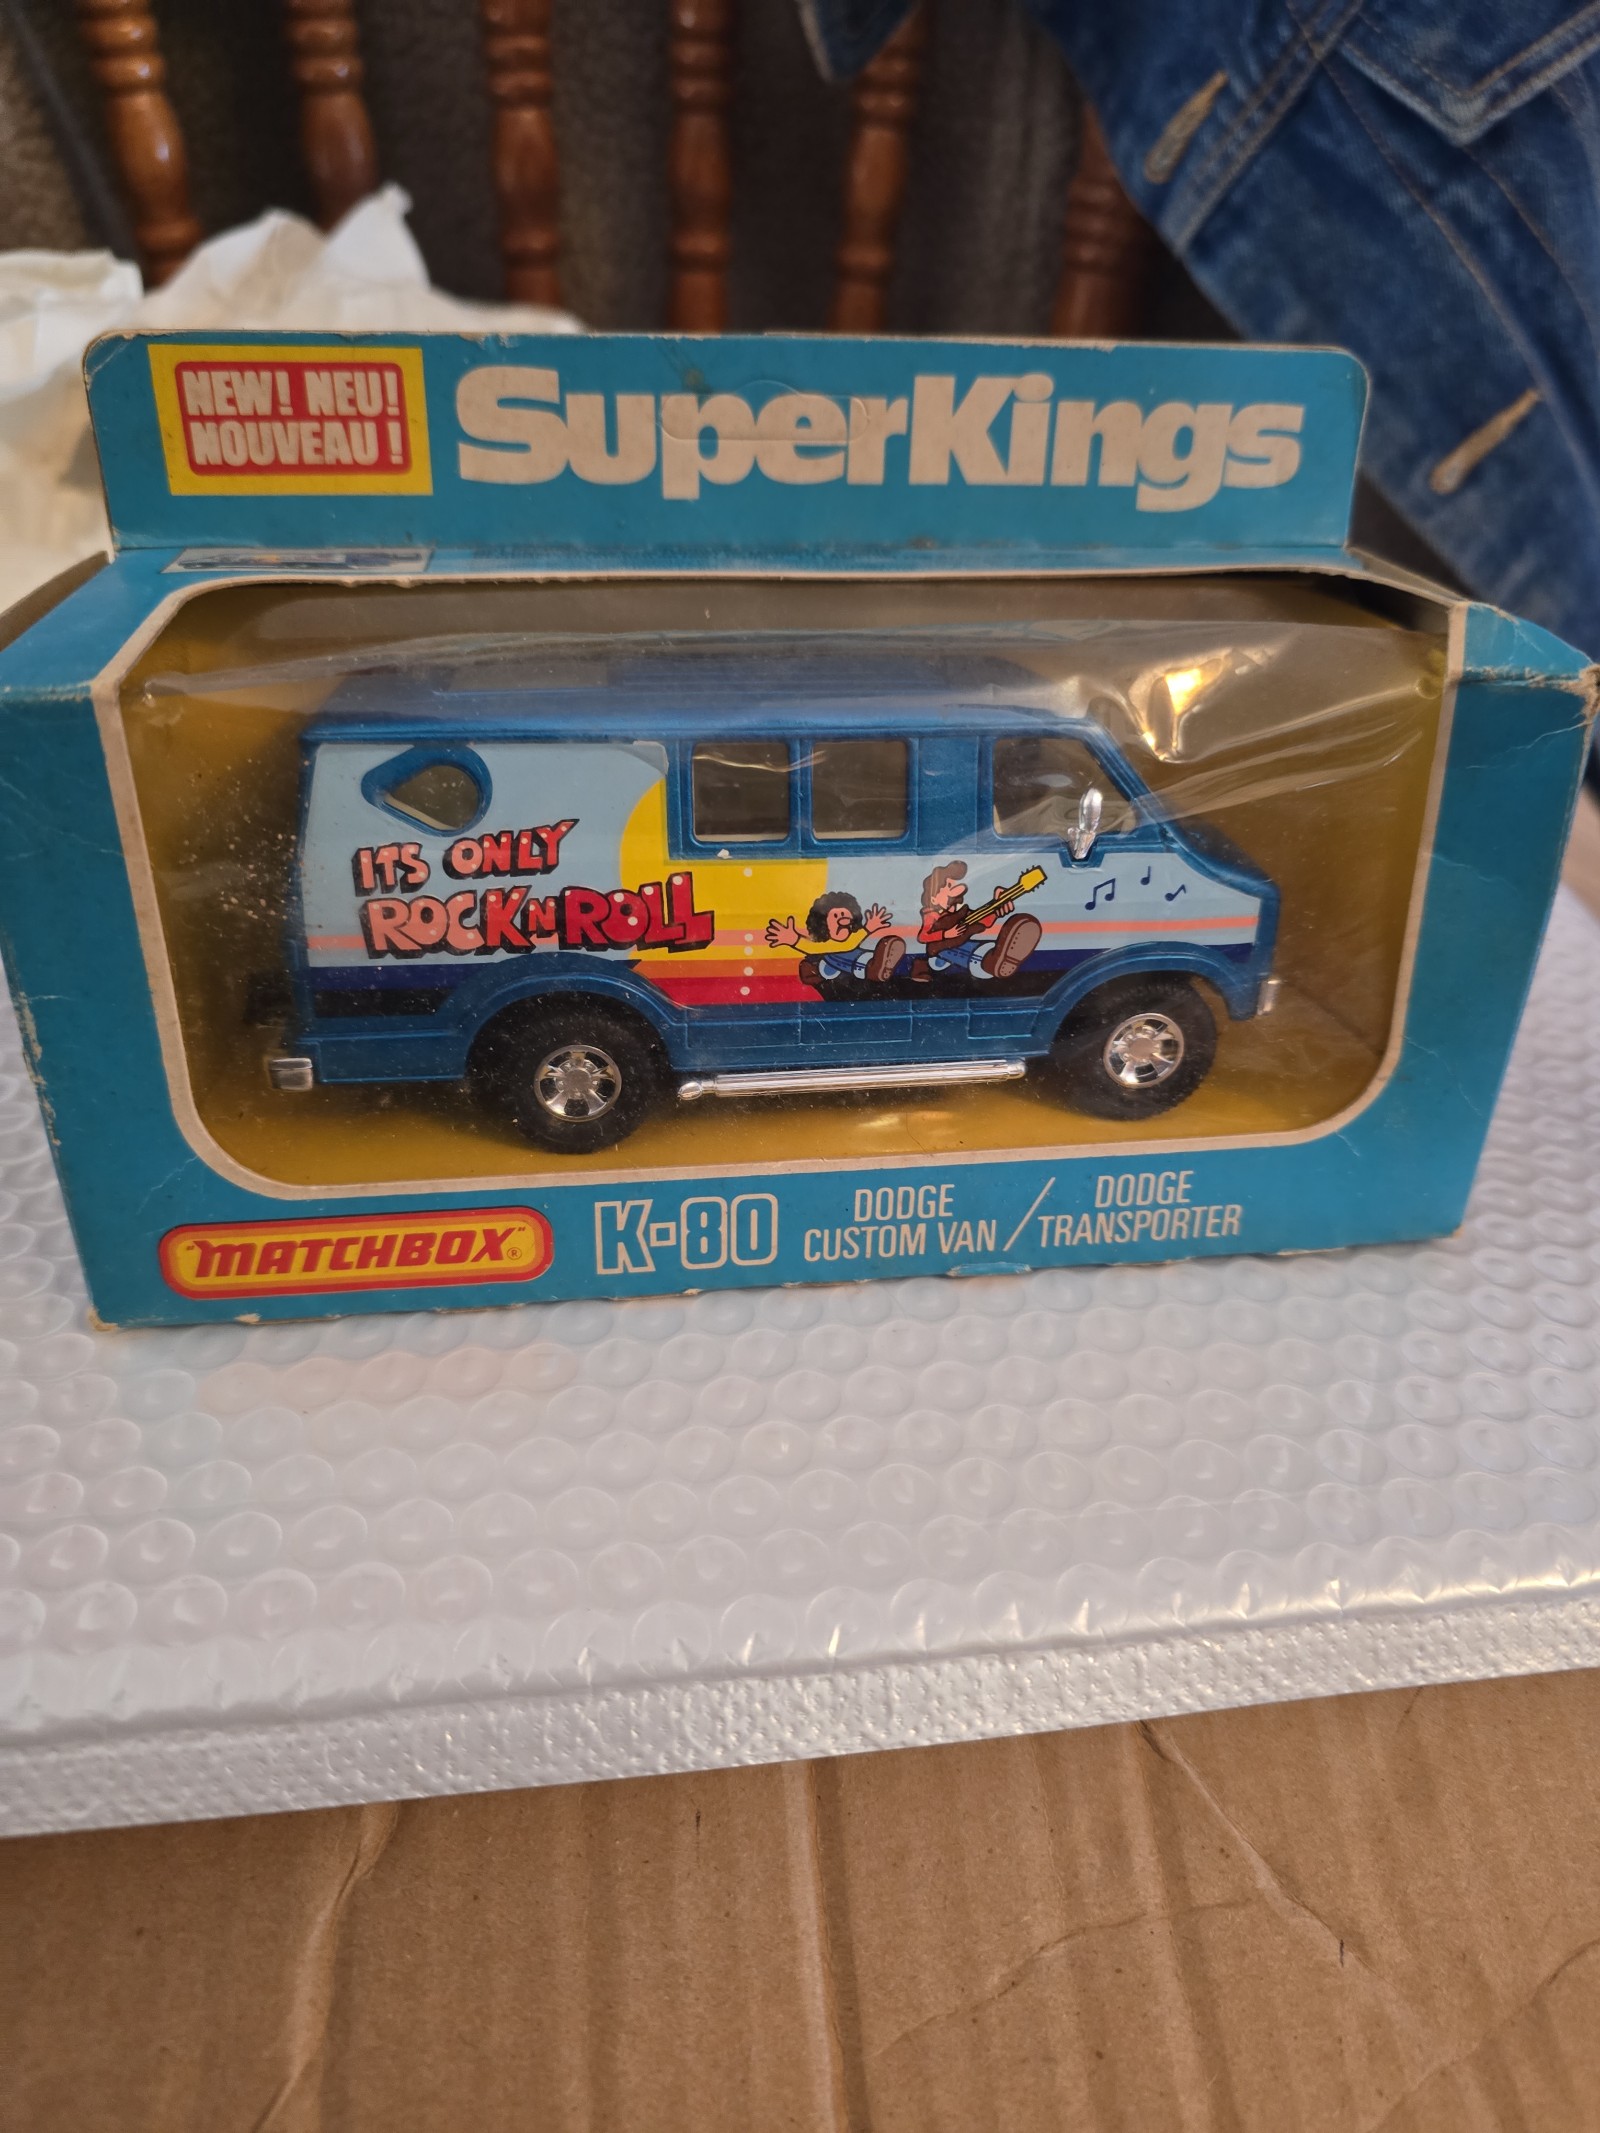 NEW! NEU!
NOUVEAU!
SuperKings
ITS ONLY
ROCK N ROLL
"MATCHBOX"®
K-80
DODGE
CUSTOM VAN /
DODGE
TRANSPORTER